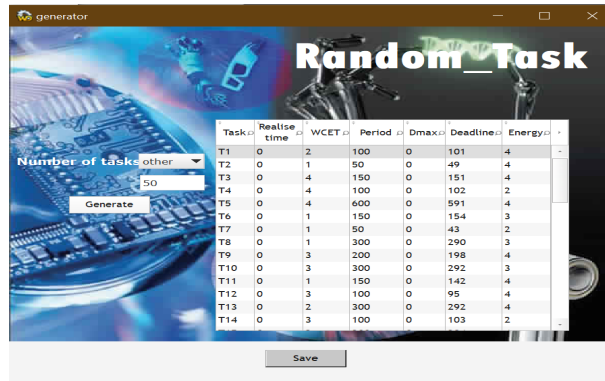 generator
Random_Task
Number of tasks other
50
Generate
Task Realise time WCET Period Dmax Deadline Energy
T1 0 2 100 0 101 4
T2 0 1 50 0 49 4
T3 0 4 150 0 151 4
T4 0 4 100 0 102 2
T5 0 4 600 0 591 4
T6 0 1 150 0 154 3
T7 0 1 50 0 43 2
T8 0 1 300 0 290 3
T9 0 3 200 0 198 4
T10 0 3 300 0 292 3
T11 0 1 150 0 142 4
T12 0 3 100 0 95 4
T13 0 2 300 0 292 4
T14 0 3 100 0 103 2
Save